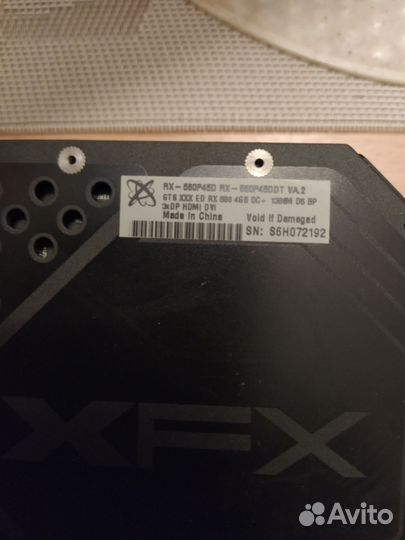 RX-580P45D RX-580P45DDT VA.2
GTS XXX ED RX 580 4GB OC+ 1386M D5 BP
3xDP HDMI DVI
Made in China Void If Damaged
SN: S6H072192
XFX
Avito